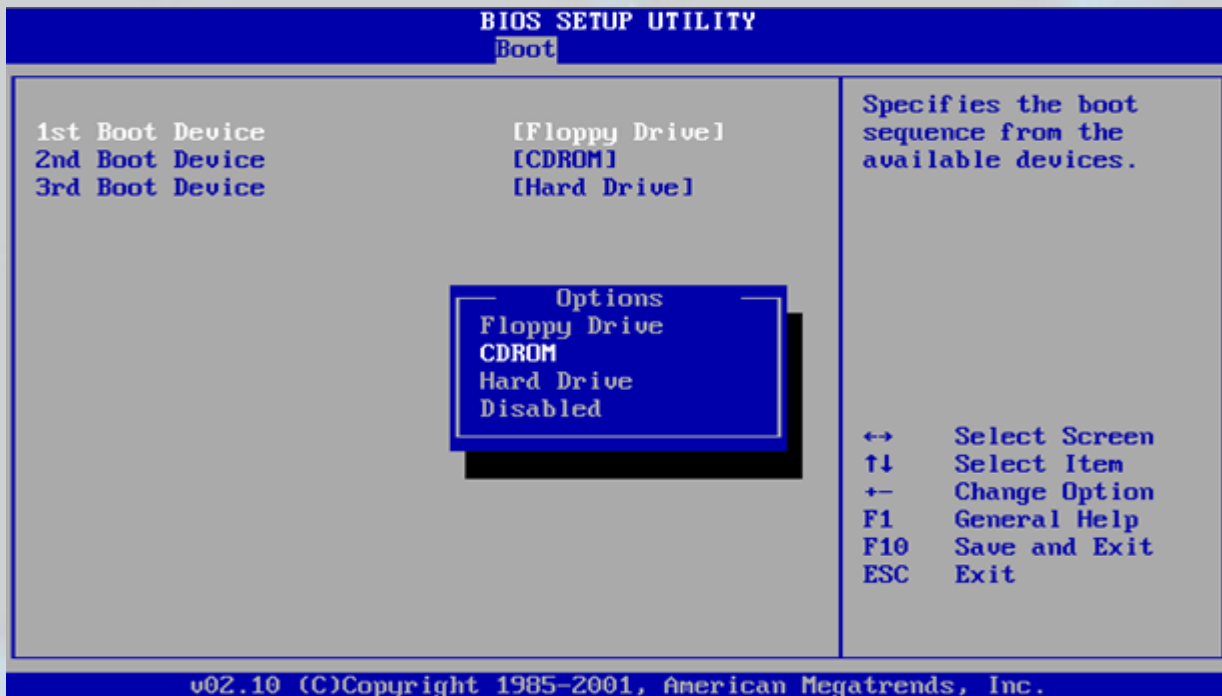 BIOS SETUP UTILITY
Boot
1st Boot Device [Floppy Drive]
2nd Boot Device [CDROM]
3rd Boot Device [Hard Drive]
Options
Floppy Drive
CDROM
Hard Drive
Disabled
Specifies the boot
sequence from the
available devices.
←→ Select Screen
↑↓ Select Item
+- Change Option
F1 General Help
F10 Save and Exit
ESC Exit
v02.10 (C)Copyright 1985-2001, American Megatrends, Inc.